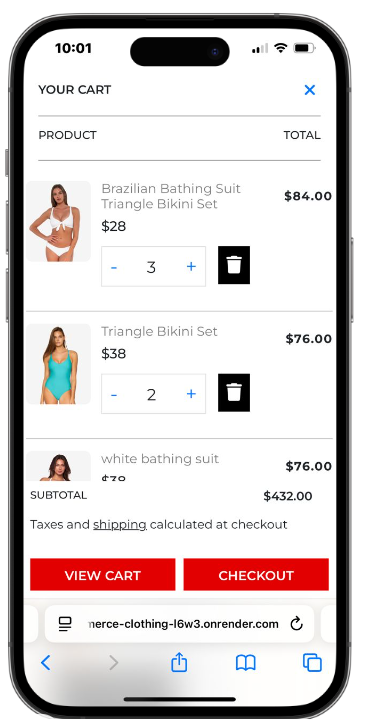 10:01
YOUR CART
PRODUCT TOTAL
Brazilian Bathing Suit $84.00
Triangle Bikini Set
$28
- 3 +
Triangle Bikini Set $76.00
$38
- 2 +
white bathing suit $76.00
$38
SUBTOTAL $432.00
Taxes and shipping calculated at checkout
VIEW CART CHECKOUT
merce-clothing-l6w3.onrender.com